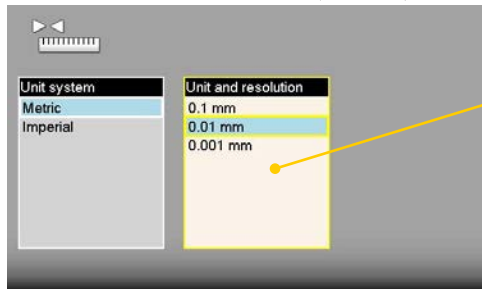 Unit system
Metric
Imperial
Unit and resolution
0.1 mm
0.01 mm
0.001 mm